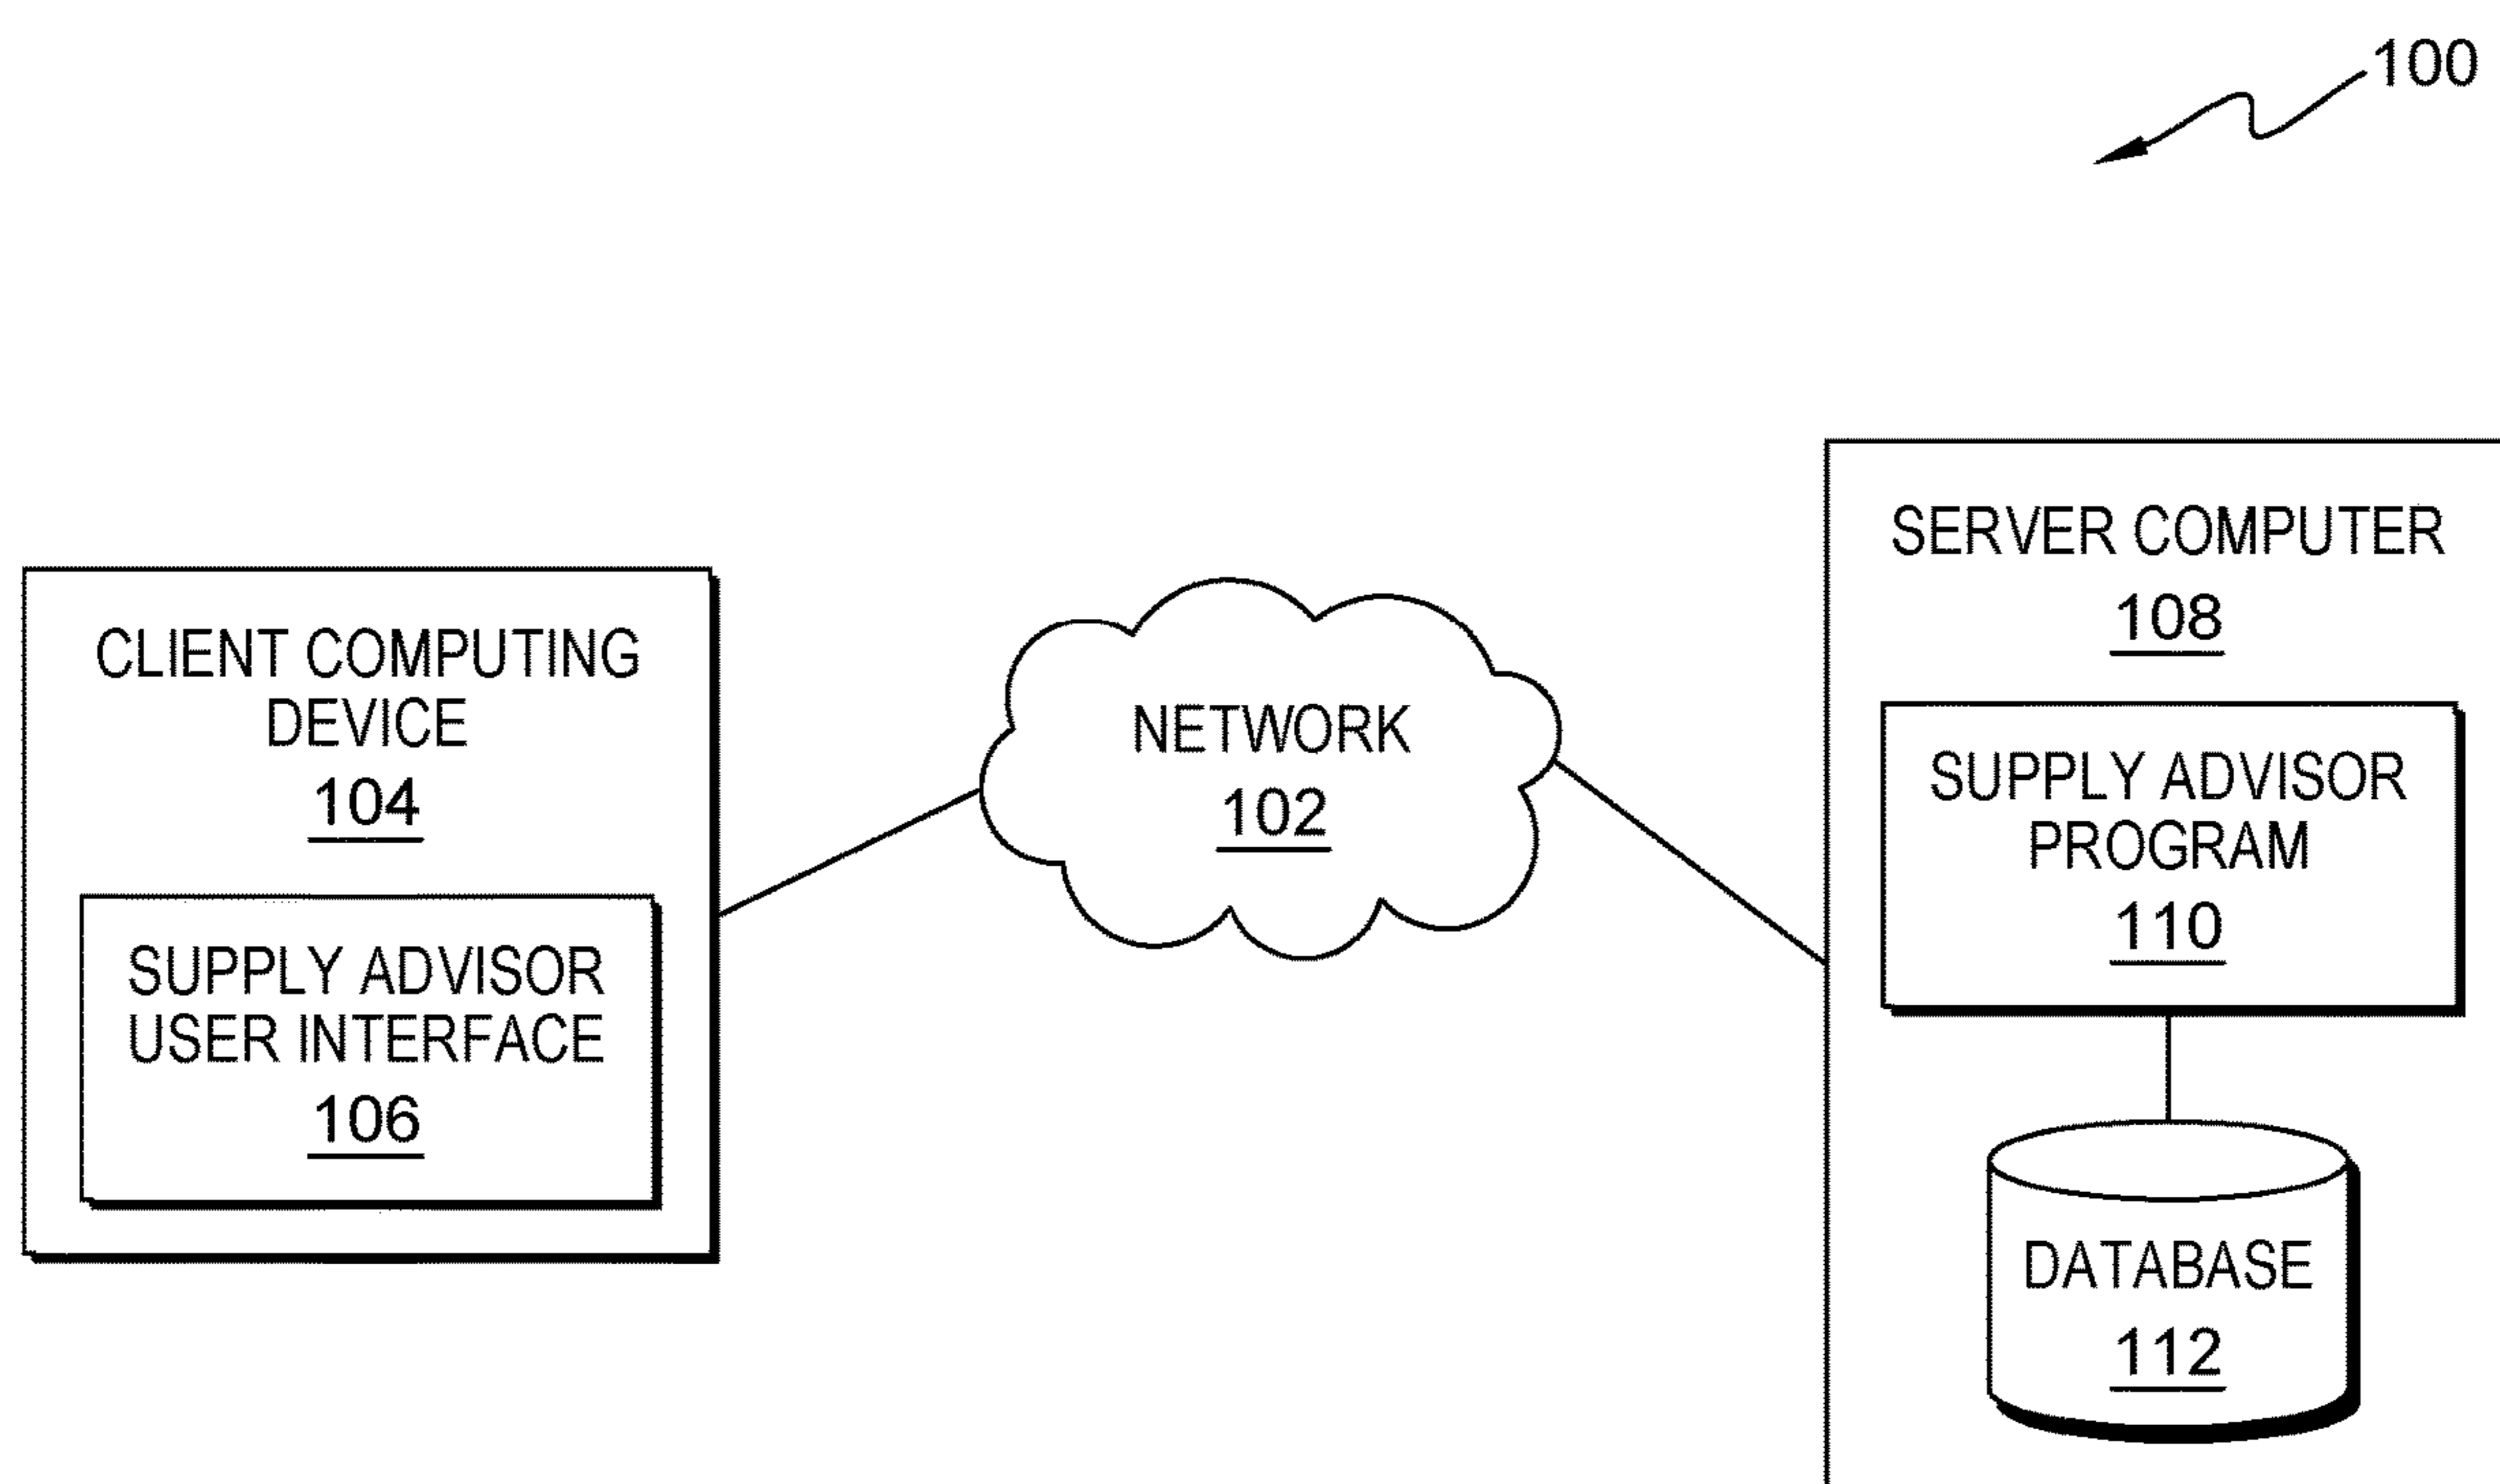 100
CLIENT COMPUTING
DEVICE
104
SUPPLY ADVISOR
USER INTERFACE
106
NETWORK
102
SERVER COMPUTER
108
SUPPLY ADVISOR
PROGRAM
110
DATABASE
112